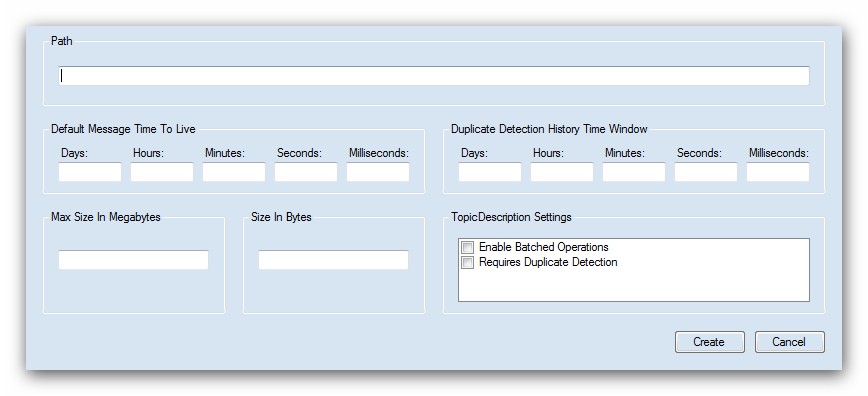 Path
Default Message Time To Live
Duplicate Detection History Time Window
Days: Hours: Minutes: Seconds: Milliseconds:
Days: Hours: Minutes: Seconds: Milliseconds:
Max Size In Megabytes
Size In Bytes
TopicDescription Settings
Enable Batched Operations
Requires Duplicate Detection
Create
Cancel